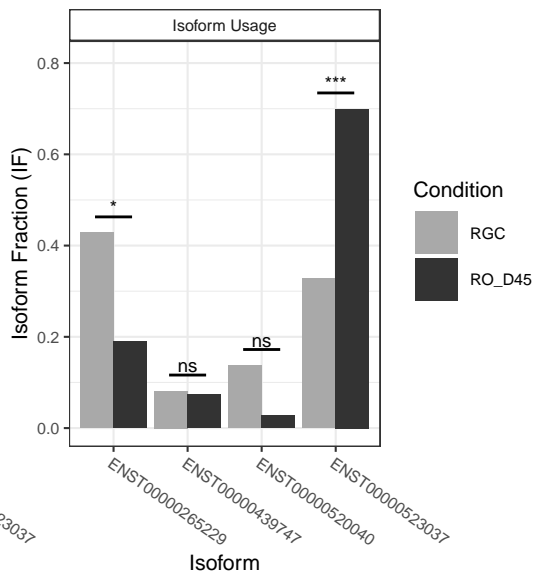 Isoform Usage
Isoform Fraction (IF)
0.8
0.6
0.4
0.2
0.0
*
ns
ns
***
Condition
RGC
RO_D45
23037
ENST00000265229
ENST00000439747
ENST00000520040
ENST00000523037
Isoform